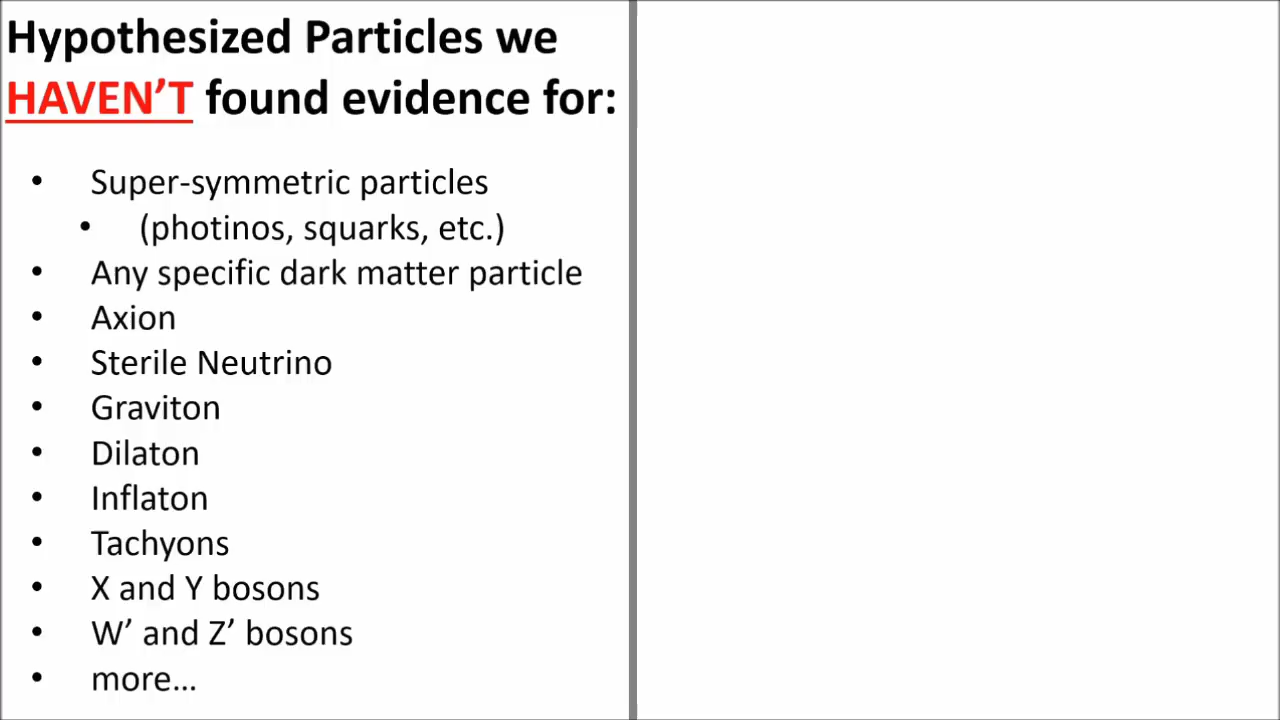 Hypothesized Particles we
HAVEN’T found evidence for:
• Super-symmetric particles
• (photinos, squarks, etc.)
• Any specific dark matter particle
• Axion
• Sterile Neutrino
• Graviton
• Dilaton
• Inflaton
• Tachyons
• X and Y bosons
• W’ and Z’ bosons
• more…